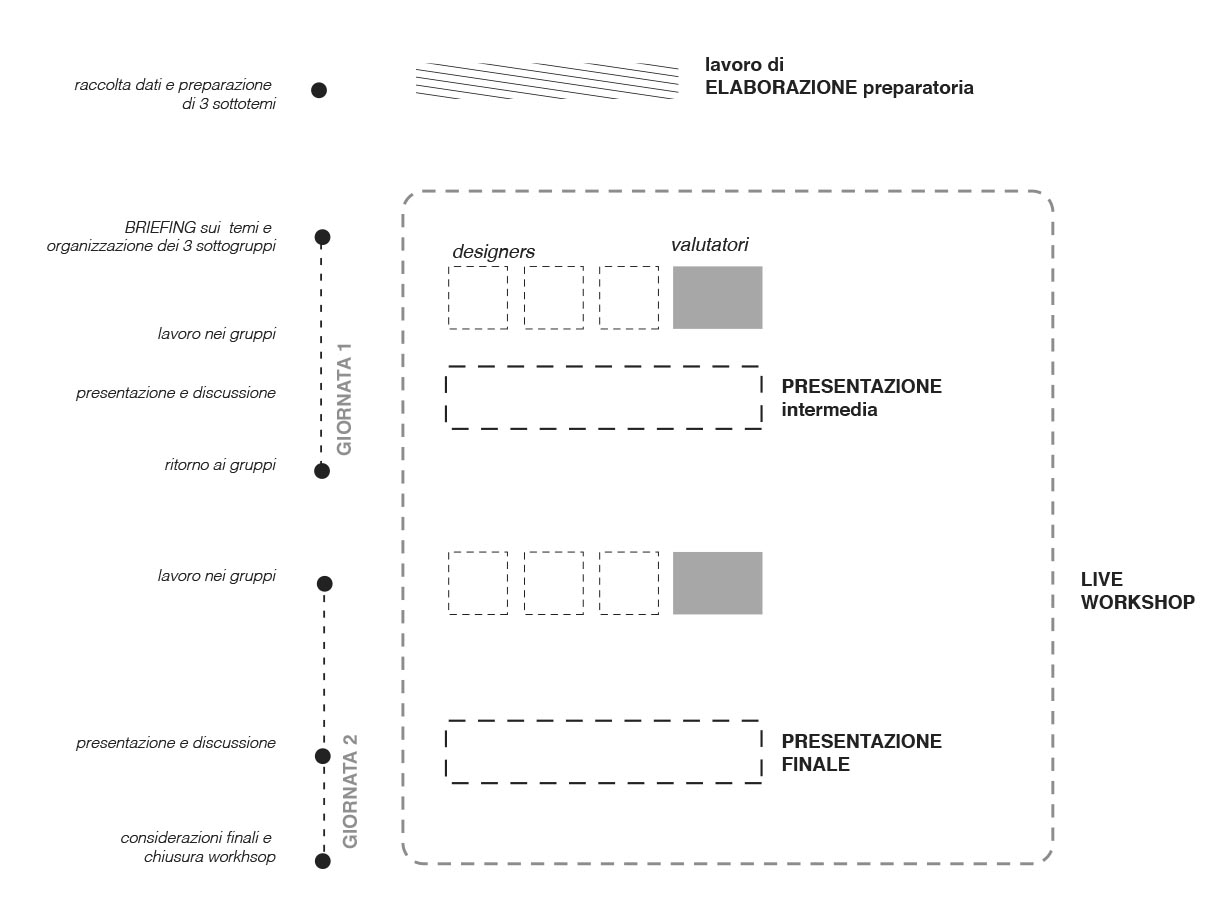 raccolta dati e preparazione
di 3 sottotemi
lavoro di
ELABORAZIONE preparatoria
BRIEFING sui temi e
organizzazione dei 3 sottogruppi
designers
valutatori
lavoro nei gruppi
GIORNATA 1
presentazione e discussione
PRESENTAZIONE
intermedia
ritorno ai gruppi
lavoro nei gruppi
LIVE
WORKSHOP
GIORNATA 2
presentazione e discussione
PRESENTAZIONE
FINALE
considerazioni finali e
chiusura workhsop